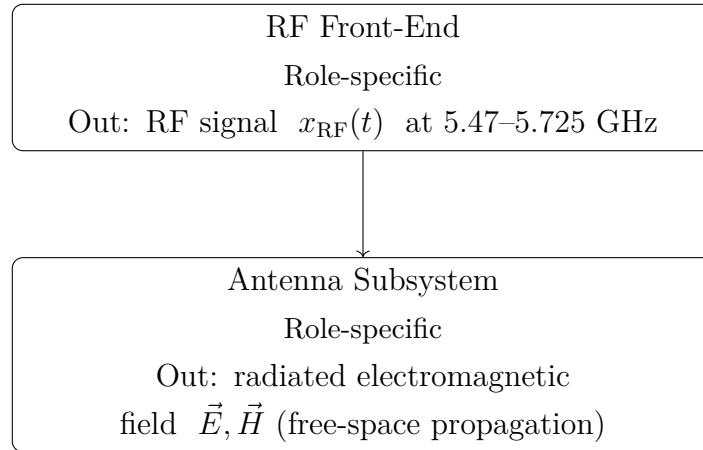 RF Front-End
Role-specific
Out: RF signal x_RF(t) at 5.47–5.725 GHz
Antenna Subsystem
Role-specific
Out: radiated electromagnetic
field E⃗, H⃗ (free-space propagation)